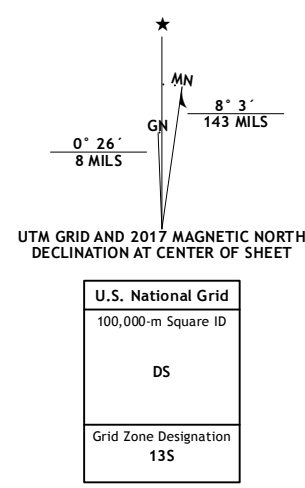 ★
MN
GN
8° 3´
143 MILS
0° 26´
8 MILS
UTM GRID AND 2017 MAGNETIC NORTH
DECLINATION AT CENTER OF SHEET
U.S. National Grid
100,000-m Square ID
DS
Grid Zone Designation
13S